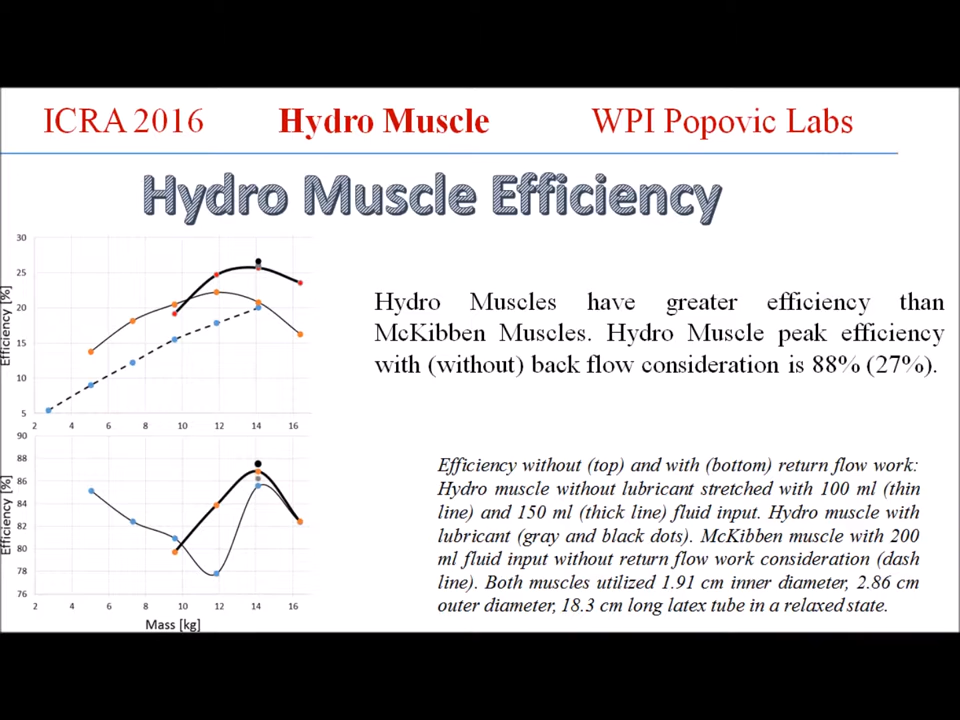 ICRA 2016 Hydro Muscle WPI Popovic Labs
Hydro Muscle Efficiency
30
25
20
15
10
5
Efficiency [%]
2 4 6 8 10 12 14 16
Hydro Muscles have greater efficiency than
McKibben Muscles. Hydro Muscle peak efficiency
with (without) back flow consideration is 88% (27%).
90
88
86
84
82
80
78
76
Efficiency [%]
2 4 6 8 10 12 14 16
Mass [kg]
Efficiency without (top) and with (bottom) return flow work:
Hydro muscle without lubricant stretched with 100 ml (thin
line) and 150 ml (thick line) fluid input. Hydro muscle with
lubricant (gray and black dots). McKibben muscle with 200
ml fluid input without return flow work consideration (dash
line). Both muscles utilized 1.91 cm inner diameter, 2.86 cm
outer diameter, 18.3 cm long latex tube in a relaxed state.